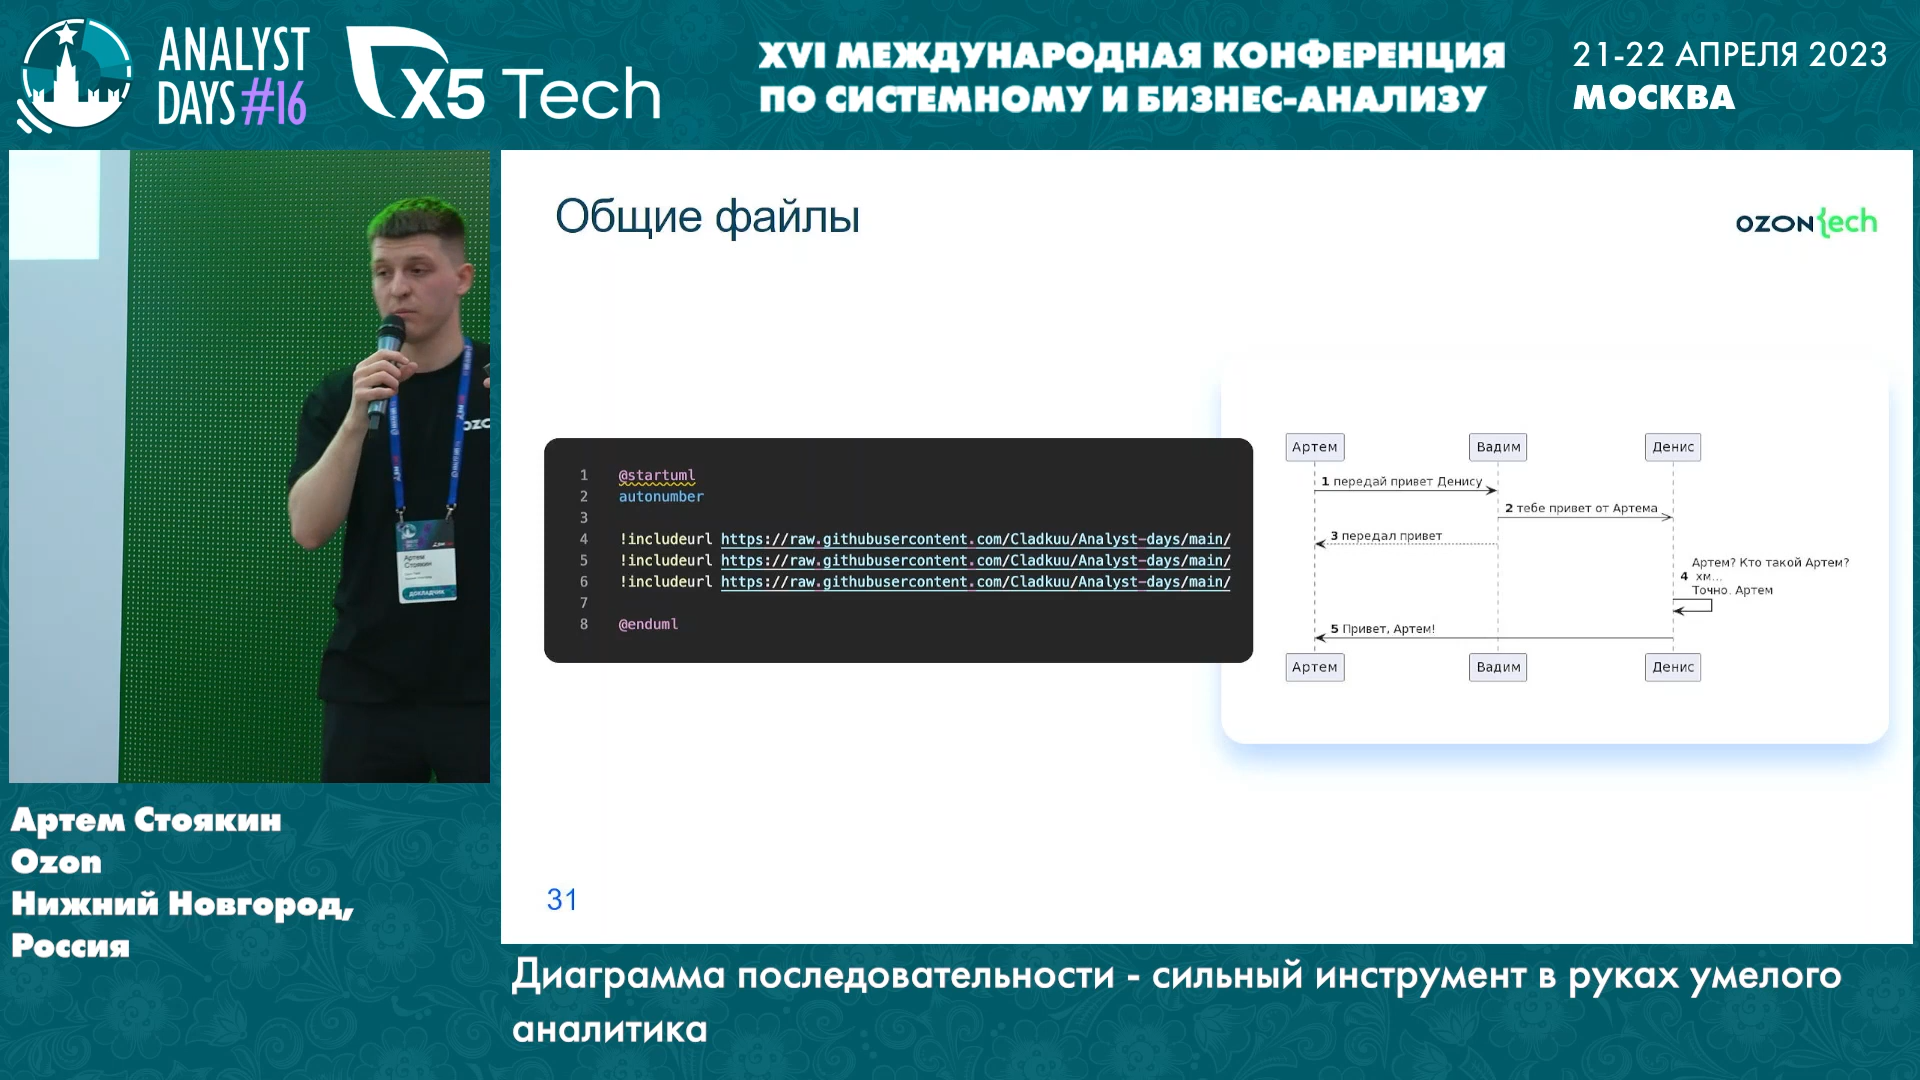 ANALYST
DAYS #16
X5 Tech
XVI МЕЖДУНАРОДНАЯ КОНФЕРЕНЦИЯ
ПО СИСТЕМНОМУ И БИЗНЕС-АНАЛИЗУ
21-22 АПРЕЛЯ 2023
МОСКВА
Общие файлы
OZON{ech
1 @startuml
2 autonumber
3
4 !includeurl https://raw.githubusercontent.com/Cladkuu/Analyst-days/main/
5 !includeurl https://raw.githubusercontent.com/Cladkuu/Analyst-days/main/
6 !includeurl https://raw.githubusercontent.com/Cladkuu/Analyst-days/main/
7
8 @enduml
Артем Вадим Денис
1 передай привет Денису
2 тебе привет от Артема
3 передал привет
Артем? Кто такой Артем?
4 хм...
Точно. Артем
5 Привет, Артем!
Артем Вадим Денис
31
ozo
Артем
Стоякин
ДОКЛАДЧИК
Артем Стоякин
Ozon
Нижний Новгород,
Россия
Диаграмма последовательности - сильный инструмент в руках умелого
аналитика